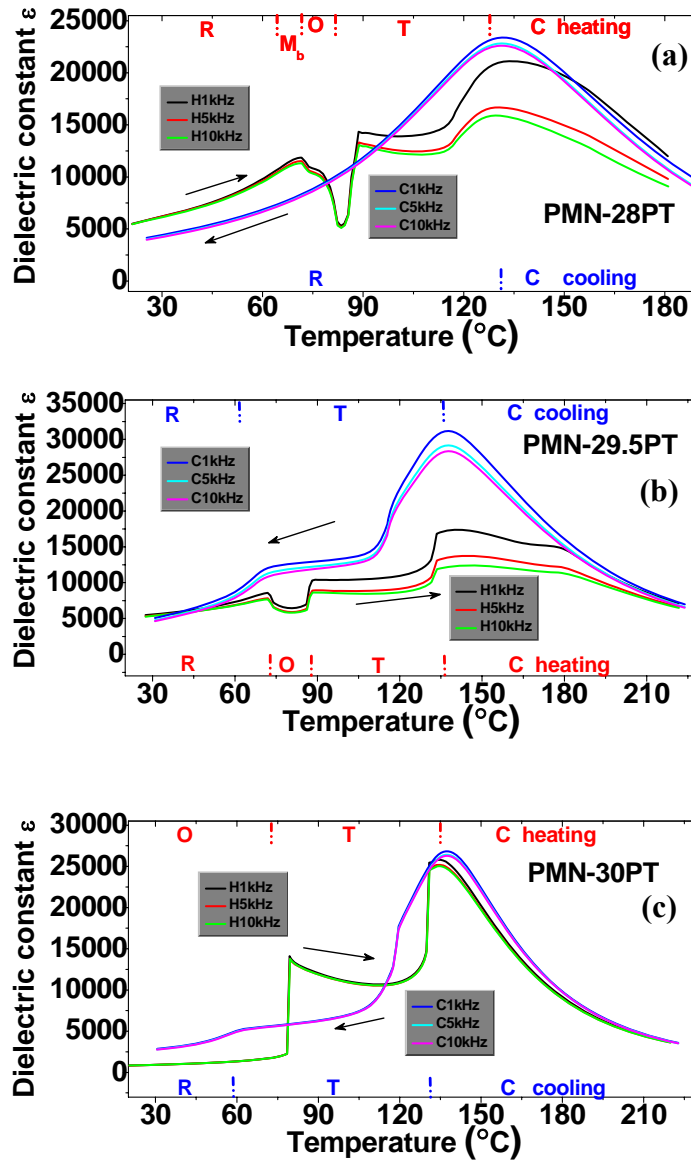 R M_b O T C heating
(a)
25000
20000
15000
10000
5000
0
Dielectric constant ε
H1kHz
H5kHz
H10kHz
C1kHz
C5kHz
C10kHz
PMN-28PT
R C cooling
30 60 90 120 150 180
Temperature (°C)
R T C cooling
PMN-29.5PT
(b)
35000
30000
25000
20000
15000
10000
5000
0
Dielectric constant ε
C1kHz
C5kHz
C10kHz
H1kHz
H5kHz
H10kHz
R O T C heating
30 60 90 120 150 180 210
Temperature (°C)
O T C heating
PMN-30PT
(c)
30000
25000
20000
15000
10000
5000
0
Dielectric constant ε
H1kHz
H5kHz
H10kHz
C1kHz
C5kHz
C10kHz
R T C cooling
30 60 90 120 150 180 210
Temperature (°C)